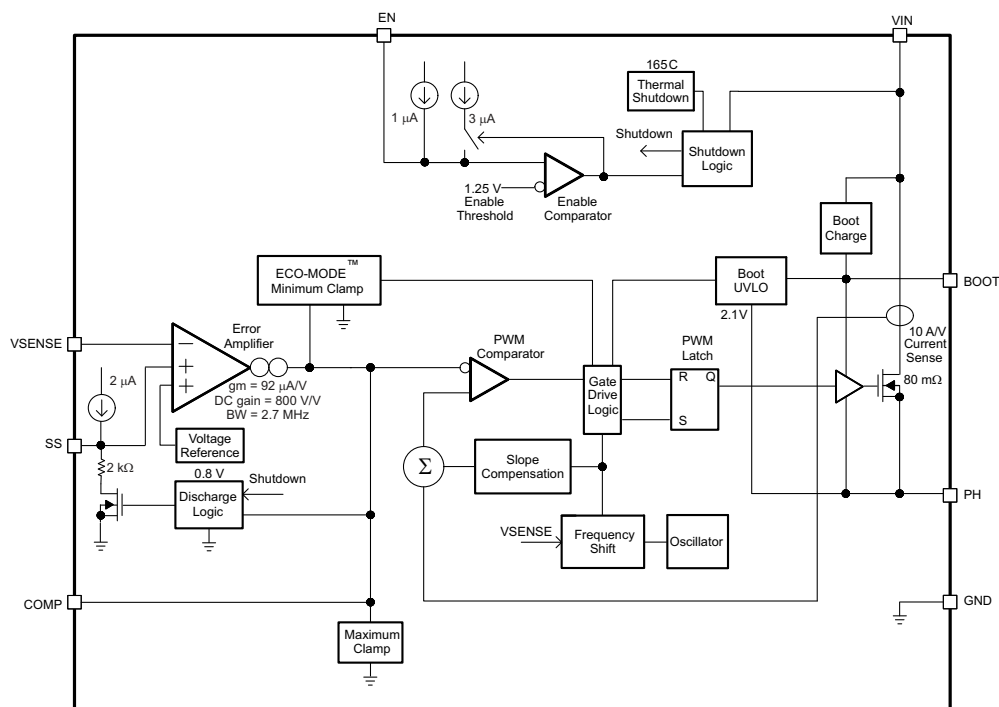 EN
VIN
165C
Thermal
Shutdown
1 μA
3 μA
Shutdown
Shutdown
Logic
1.25 V
Enable
Threshold
Enable
Comparator
Boot
Charge
ECO-MODE™
Minimum Clamp
Boot
UVLO
BOOT
2.1V
Error
Amplifier
PWM
Comparator
PWM
Latch
10 A/V
Current
Sense
VSENSE
gm = 92 μA/V
DC gain = 800 V/V
BW = 2.7 MHz
2 μA
Gate
Drive
Logic
R Q
S
80 mΩ
SS
Voltage
Reference
2 kΩ
0.8 V
Shutdown
Discharge
Logic
Σ
Slope
Compensation
PH
VSENSE
Frequency
Shift
Oscillator
COMP
GND
Maximum
Clamp